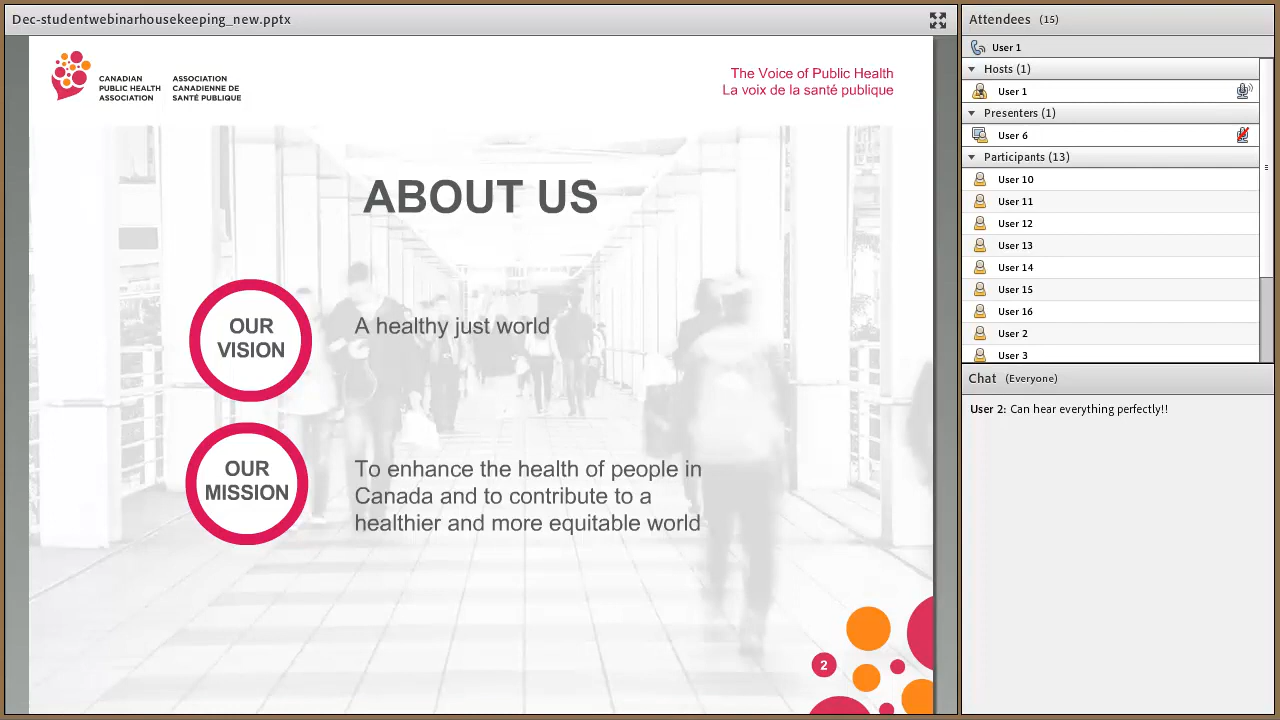 Dec-studentwebinarhousekeeping_new.pptx
CANADIAN
PUBLIC HEALTH
ASSOCIATION
ASSOCIATION
CANADIENNE DE
SANTÉ PUBLIQUE
The Voice of Public Health
La voix de la santé publique
ABOUT US
OUR
VISION
A healthy just world
OUR
MISSION
To enhance the health of people in
Canada and to contribute to a
healthier and more equitable world
2
Attendees (15)
User 1
Hosts (1)
User 1
Presenters (1)
User 6
Participants (13)
User 10
User 11
User 12
User 13
User 14
User 15
User 16
User 2
User 3
Chat (Everyone)
User 2: Can hear everything perfectly!!